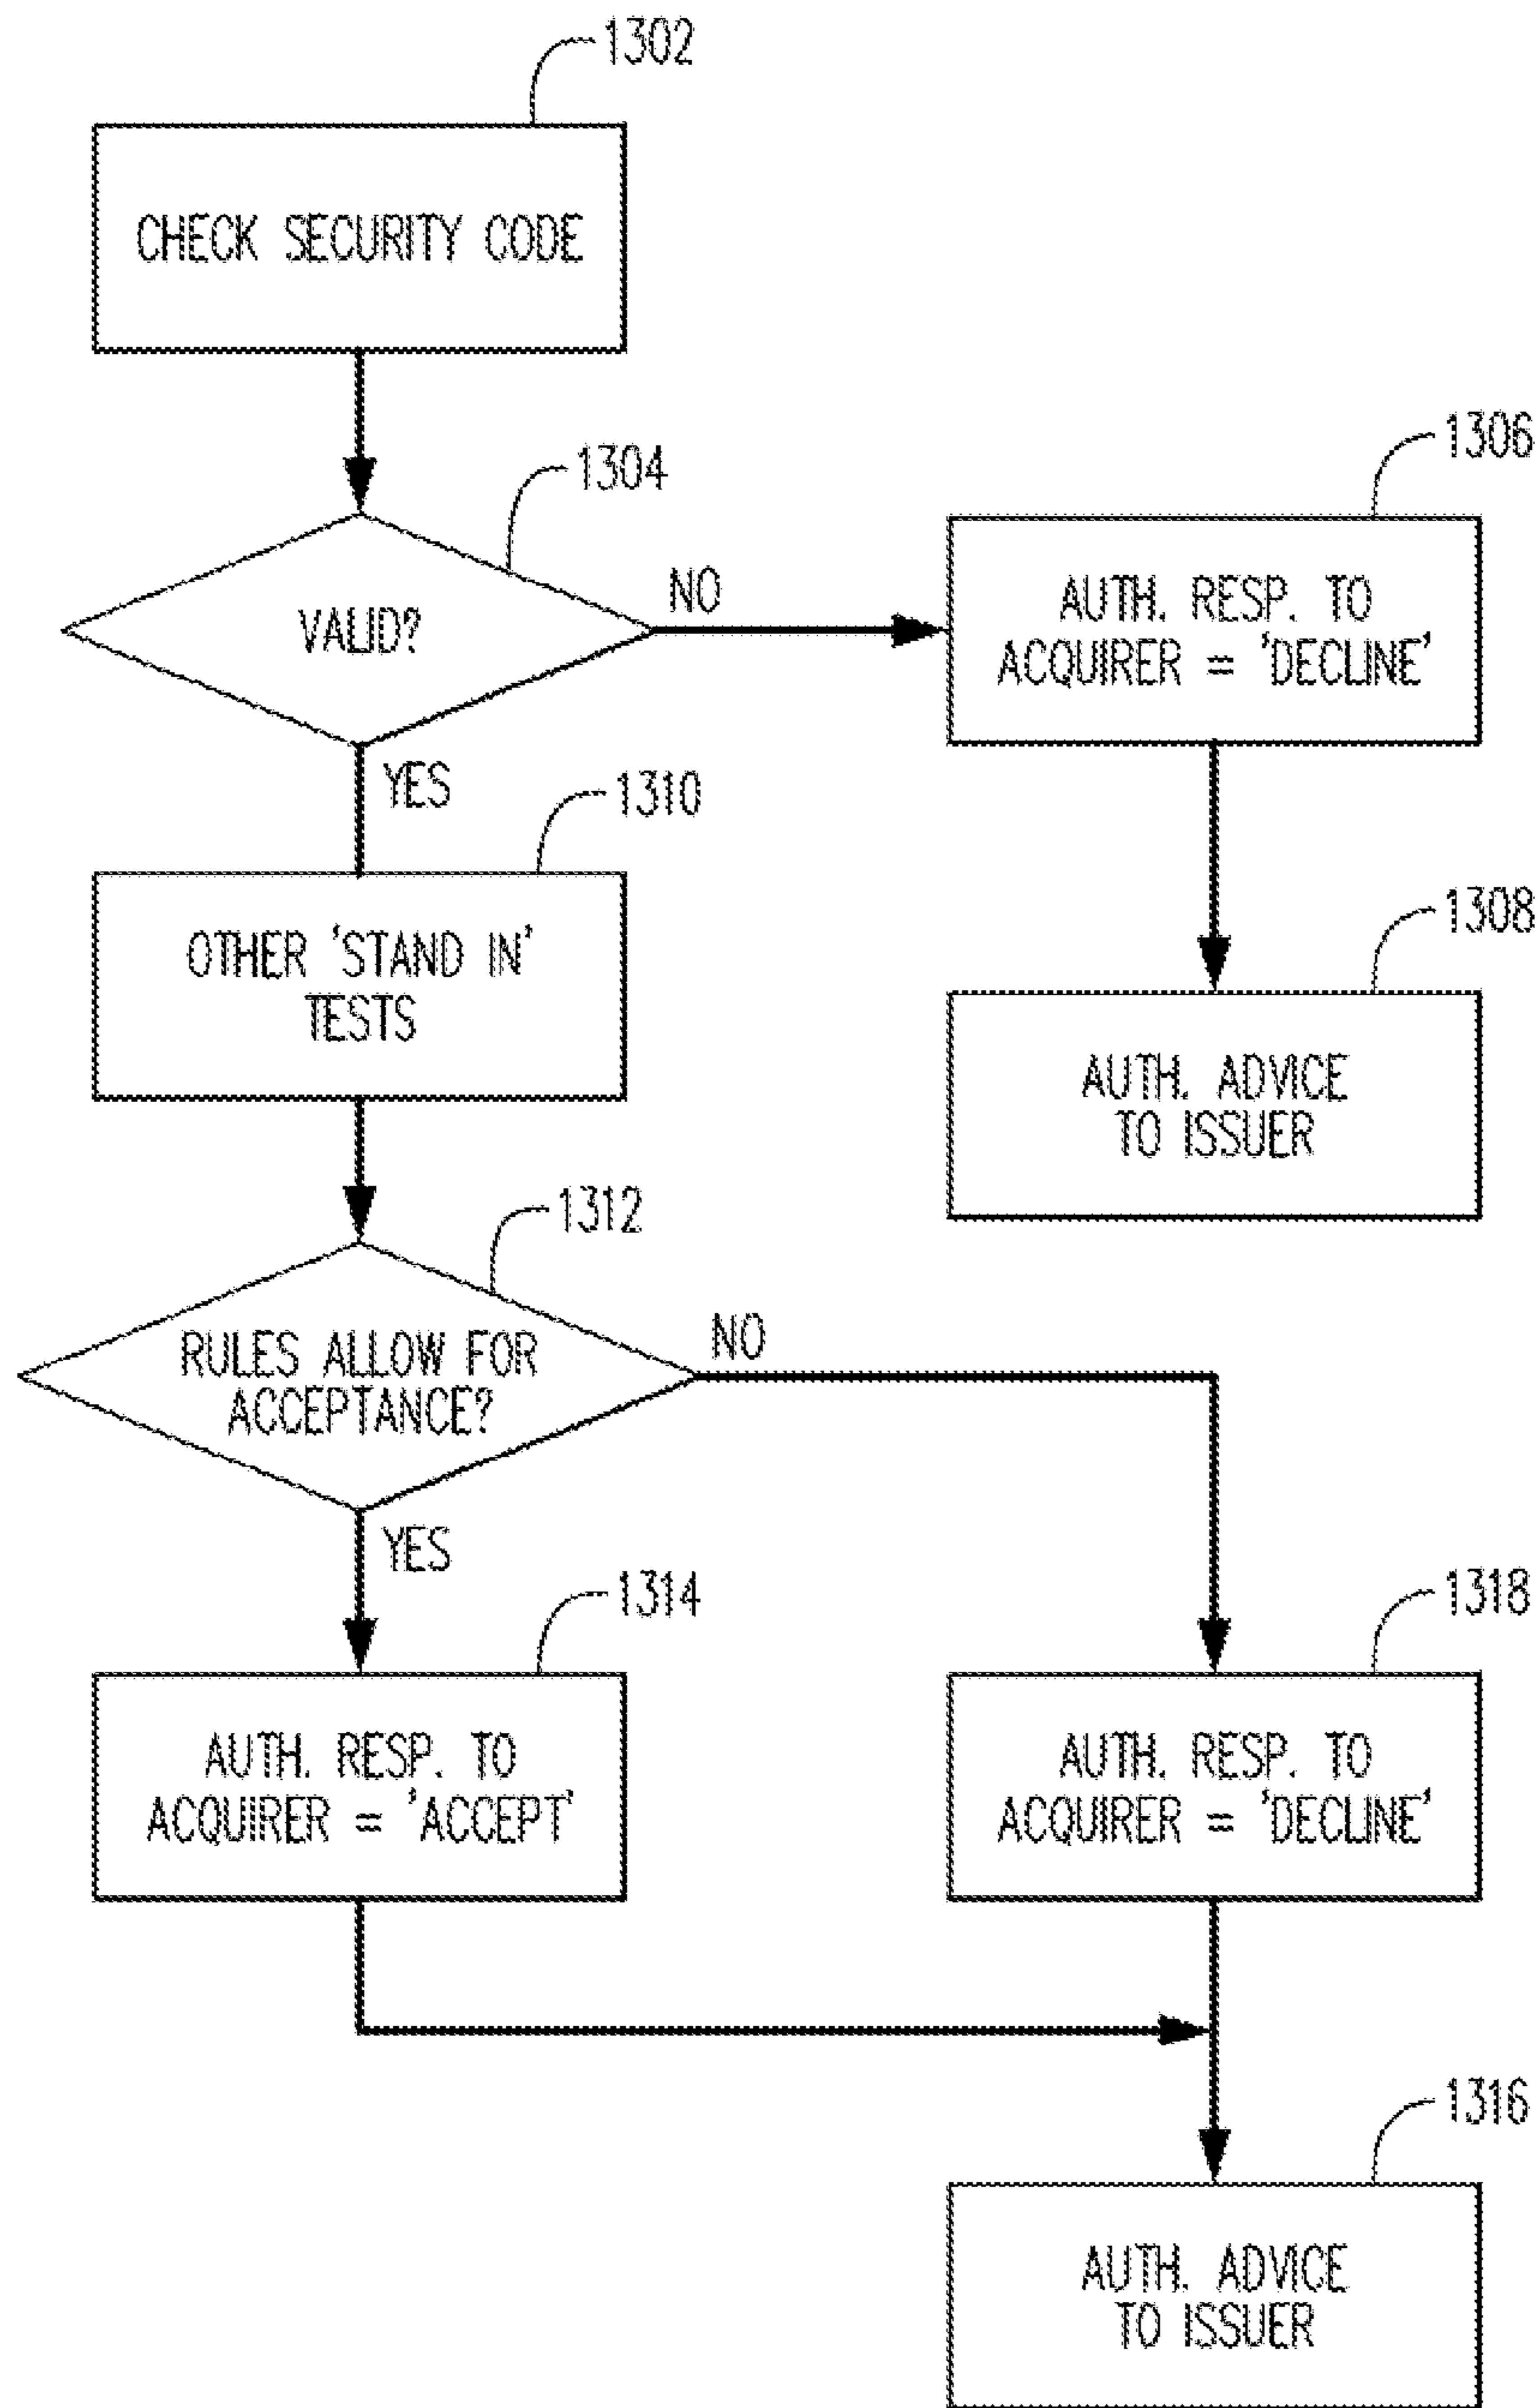 1302
CHECK SECURITY CODE
1304
VALID?
NO
1306
AUTH. RESP. TO
ACQUIRER = 'DECLINE'
YES
1310
OTHER 'STAND IN'
TESTS
1308
AUTH. ADVICE
TO ISSUER
1312
RULES ALLOW FOR
ACCEPTANCE?
NO
YES
1314
AUTH. RESP. TO
ACQUIRER = 'ACCEPT'
1318
AUTH. RESP. TO
ACQUIRER = 'DECLINE'
1316
AUTH. ADVICE
TO ISSUER